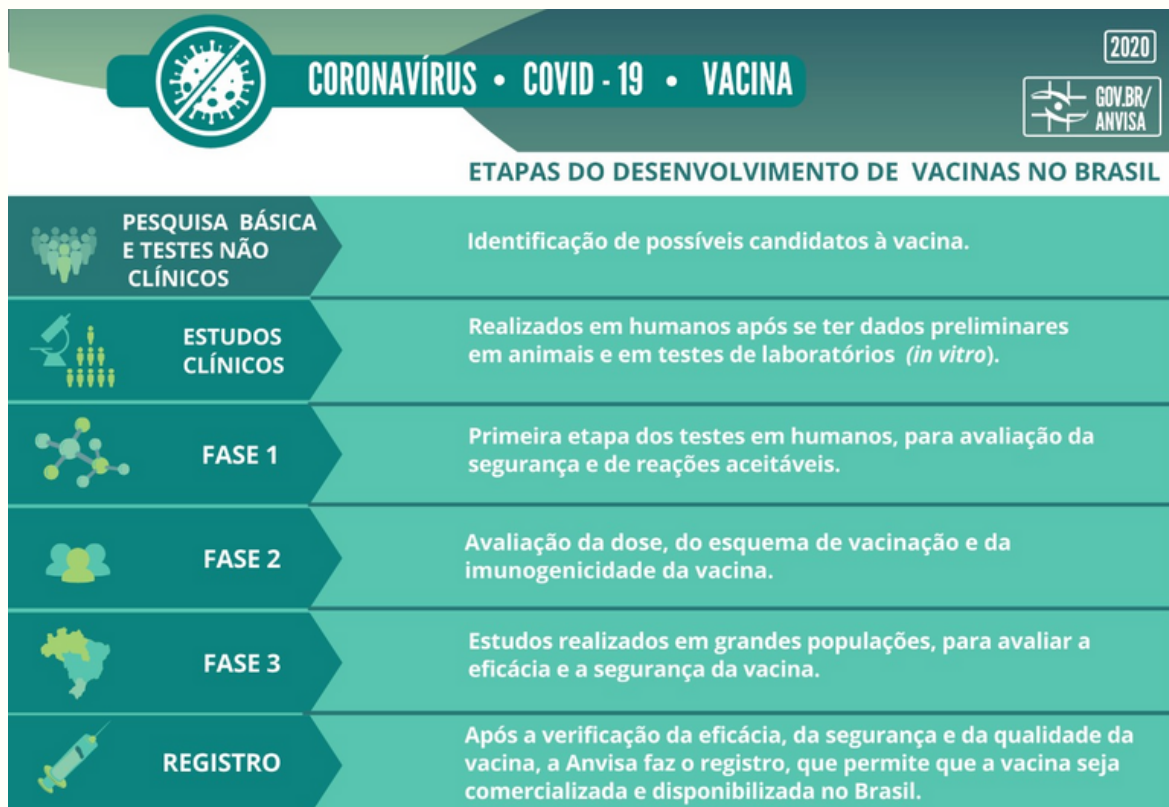 CORONAVÍRUS • COVID - 19 • VACINA
2020
GOV.BR/
ANVISA
ETAPAS DO DESENVOLVIMENTO DE VACINAS NO BRASIL
PESQUISA BÁSICA
E TESTES NÃO
CLÍNICOS
Identificação de possíveis candidatos à vacina.
ESTUDOS
CLÍNICOS
Realizados em humanos após se ter dados preliminares
em animais e em testes de laboratórios (in vitro).
FASE 1
Primeira etapa dos testes em humanos, para avaliação da
segurança e de reações aceitáveis.
FASE 2
Avaliação da dose, do esquema de vacinação e da
imunogenicidade da vacina.
FASE 3
Estudos realizados em grandes populações, para avaliar a
eficácia e a segurança da vacina.
REGISTRO
Após a verificação da eficácia, da segurança e da qualidade da
vacina, a Anvisa faz o registro, que permite que a vacina seja
comercializada e disponibilizada no Brasil.